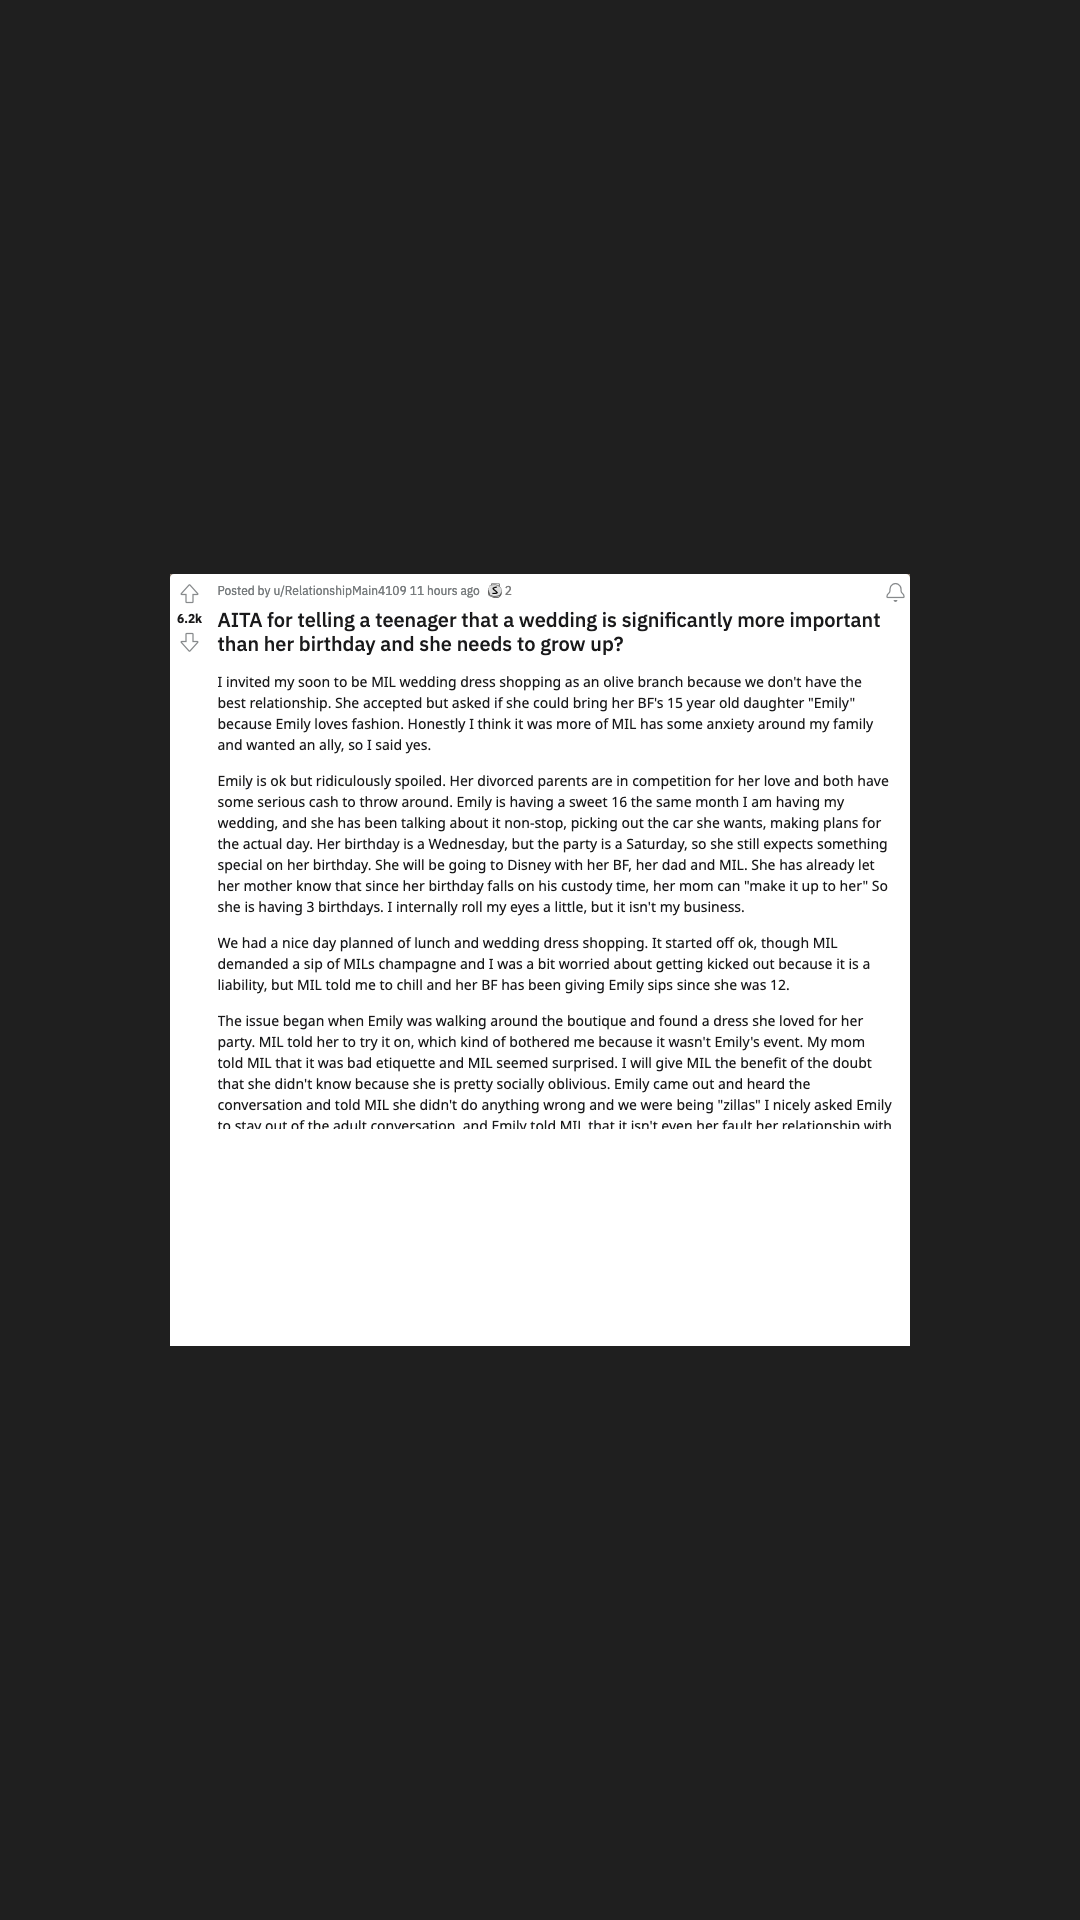 Posted by u/RelationshipMain4109 11 hours ago S 2
6.2k
AITA for telling a teenager that a wedding is significantly more important
than her birthday and she needs to grow up?
I invited my soon to be MIL wedding dress shopping as an olive branch because we don't have the
best relationship. She accepted but asked if she could bring her BF's 15 year old daughter "Emily"
because Emily loves fashion. Honestly I think it was more of MIL has some anxiety around my family
and wanted an ally, so I said yes.
Emily is ok but ridiculously spoiled. Her divorced parents are in competition for her love and both have
some serious cash to throw around. Emily is having a sweet 16 the same month I am having my
wedding, and she has been talking about it non-stop, picking out the car she wants, making plans for
the actual day. Her birthday is a Wednesday, but the party is a Saturday, so she still expects something
special on her birthday. She will be going to Disney with her BF, her dad and MIL. She has already let
her mother know that since her birthday falls on his custody time, her mom can "make it up to her" So
she is having 3 birthdays. I internally roll my eyes a little, but it isn't my business.
We had a nice day planned of lunch and wedding dress shopping. It started off ok, though MIL
demanded a sip of MILs champagne and I was a bit worried about getting kicked out because it is a
liability, but MIL told me to chill and her BF has been giving Emily sips since she was 12.
The issue began when Emily was walking around the boutique and found a dress she loved for her
party. MIL told her to try it on, which kind of bothered me because it wasn't Emily's event. My mom
told MIL that it was bad etiquette and MIL seemed surprised. I will give MIL the benefit of the doubt
that she didn't know because she is pretty socially oblivious. Emily came out and heard the
conversation and told MIL she didn't do anything wrong and we were being "zillas" I nicely asked Emily
to stay out of the adult conversation, and Emily told MIL that it isn't even her fault her relationship with